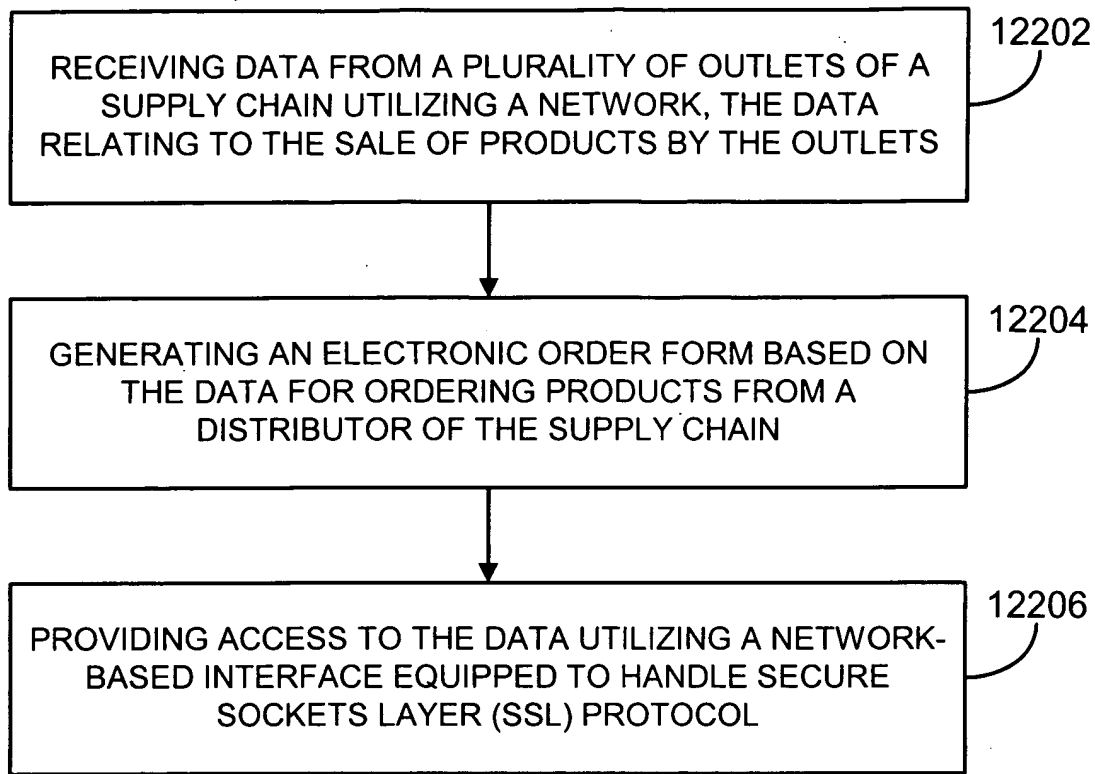 12202
RECEIVING DATA FROM A PLURALITY OF OUTLETS OF A
SUPPLY CHAIN UTILIZING A NETWORK, THE DATA
RELATING TO THE SALE OF PRODUCTS BY THE OUTLETS
12204
GENERATING AN ELECTRONIC ORDER FORM BASED ON
THE DATA FOR ORDERING PRODUCTS FROM A
DISTRIBUTOR OF THE SUPPLY CHAIN
12206
PROVIDING ACCESS TO THE DATA UTILIZING A NETWORK-
BASED INTERFACE EQUIPPED TO HANDLE SECURE
SOCKETS LAYER (SSL) PROTOCOL